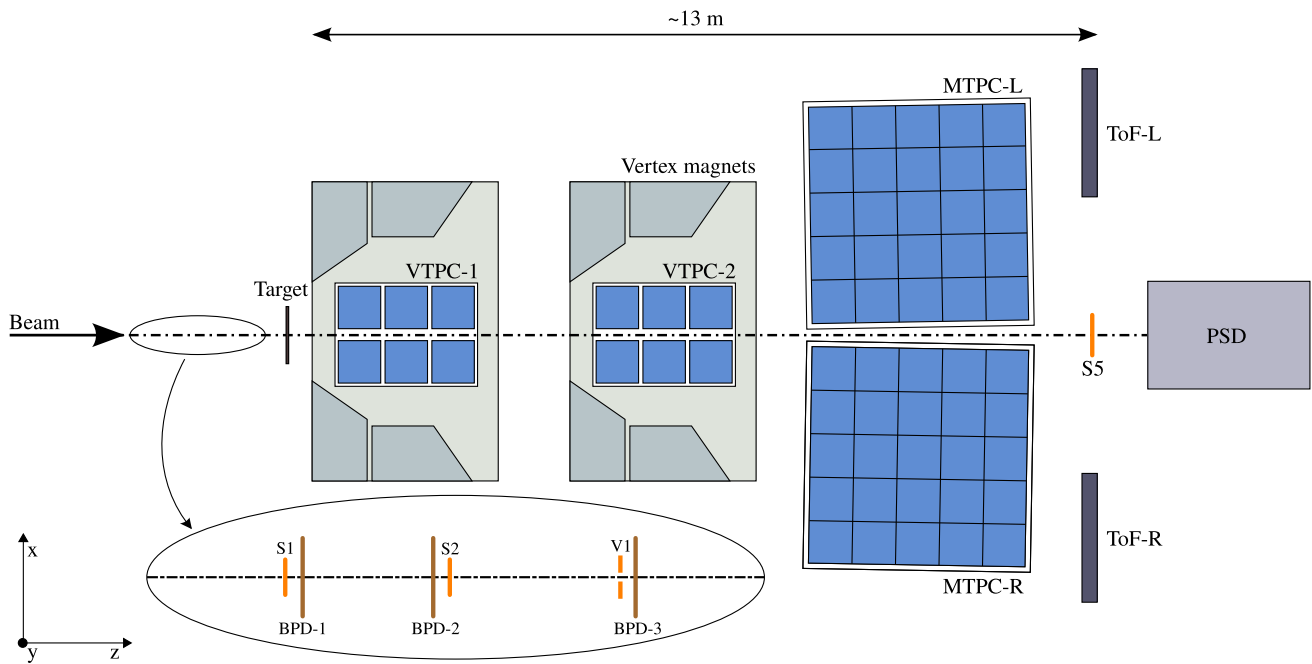 ~13 m
MTPC-L
ToF-L
Vertex magnets
VTPC-1
VTPC-2
Target
Beam
PSD
S5
S1
S2
V1
ToF-R
x
MTPC-R
BPD-1
BPD-2
BPD-3
y
z